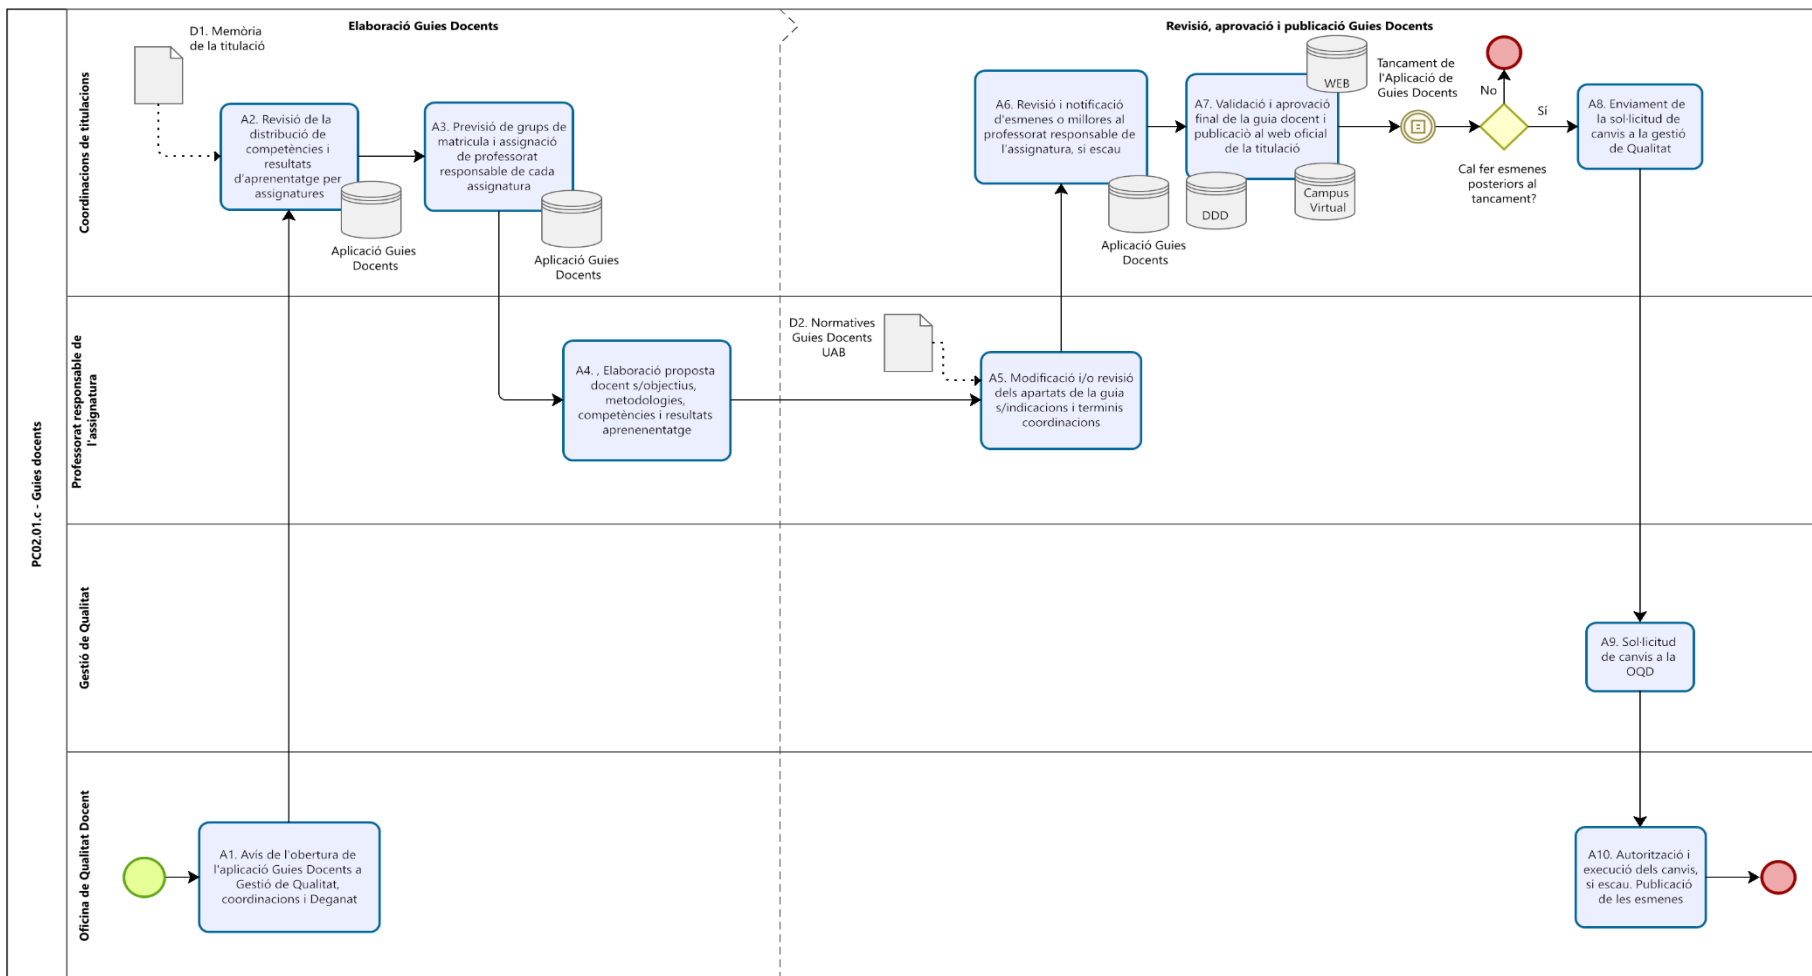 PC02.01.c - Guies docents
Elaboració Guies Docents
Revisió, aprovació i publicació Guies Docents
Coordinacions de titulacions
D1. Memòria
de la titulació
A2. Revisió de la
distribució de
competències i
resultats
d'aprenentatge per
assignatures
Aplicació Guies
Docents
A3. Previsió de grups de
matricula i assignació
de professorat
responsable de cada
assignatura
Aplicació Guies
Docents
A6. Revisió i notificació
d'esmenes o millores al
professorat responsable de
l'assignatura, si escau
Aplicació Guies
Docents
A7. Validació i aprovació
final de la guia docent i
publicació al web oficial
de la titulació
WEB
DDD
Campus
Virtual
Tancament de
l'Aplicació de
Guies Docents
No
Sí
Cal fer esmenes
posteriors al
tancament?
A8. Enviament de
la sol·licitud de
canvis a la gestió
de Qualitat
Professorat responsable de
l'assignatura
A4. , Elaboració proposta
docent s/objectius,
metodologies,
competències i resultats
aprenenentatge
D2. Normatives
Guies Docents
UAB
A5. Modificació i/o revisió
dels apartats de la guia
s/indicacions i terminis
coordinacions
Gestió de Qualitat
A9. Sol·licitud
de canvis a la
OQD
Oficina de Qualitat Docent
A1. Avís de l'obertura de
l'aplicació Guies Docents a
Gestió de Qualitat,
coordinacions i Deganat
A10. Autorització i
execució dels canvis,
si escau. Publicació
de les esmenes